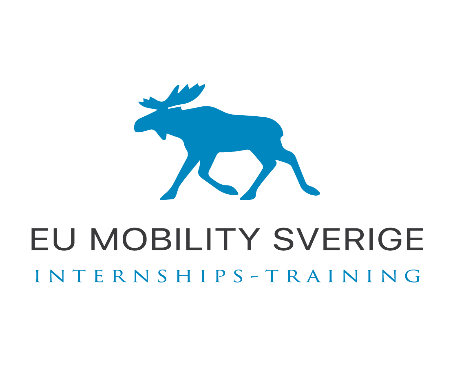 EU MOBILITY SVERIGE
INTERNSHIPS-TRAINING